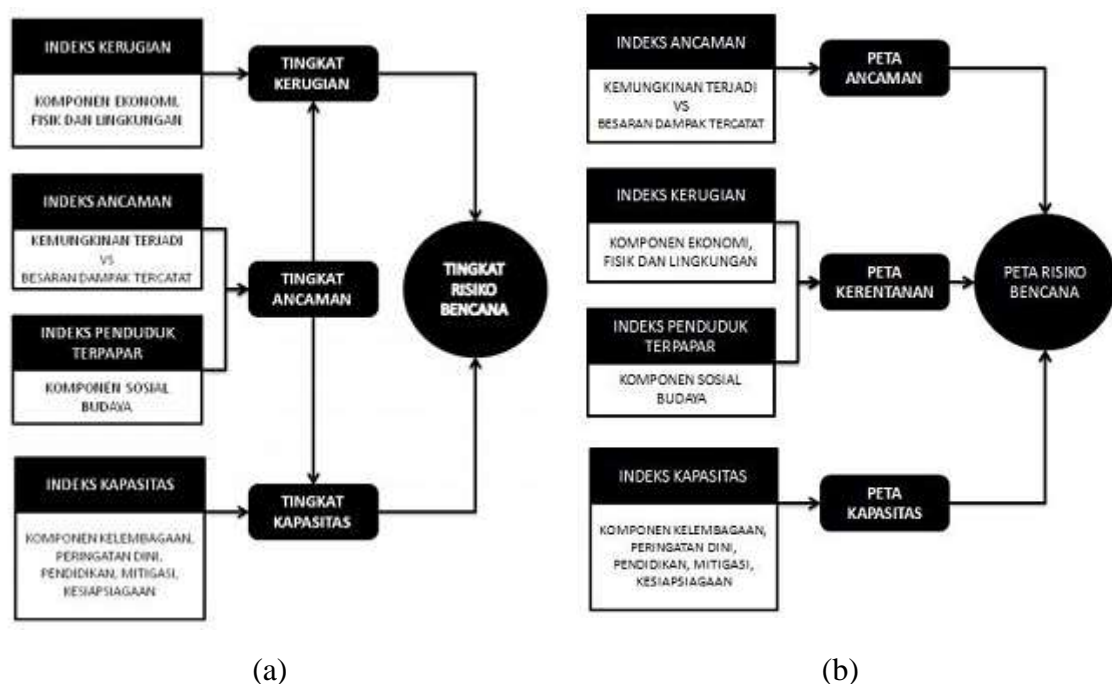 INDEKS KERUGIAN
KOMPONEN EKONOMI,
FISIK DAN LINGKUNGAN
TINGKAT
KERUGIAN
INDEKS ANCAMAN
KEMUNGKINAN TERJADI
VS
BESARAN DAMPAK TERCATAT
INDEKS PENDUDUK
TERPAPAR
KOMPONEN SOSIAL
BUDAYA
TINGKAT
ANCAMAN
INDEKS KAPASITAS
KOMPONEN KELEMBAGAAN,
PERINGATAN DINI,
PENDIDIKAN, MITIGASI,
KESIAPSIAGAAN
TINGKAT
KAPASITAS
TINGKAT
RISIKO
BENCANA
(a)
INDEKS ANCAMAN
KEMUNGKINAN TERJADI
VS
BESARAN DAMPAK TERCATAT
PETA
ANCAMAN
INDEKS KERUGIAN
KOMPONEN EKONOMI,
FISIK DAN LINGKUNGAN
INDEKS PENDUDUK
TERPAPAR
KOMPONEN SOSIAL
BUDAYA
PETA
KERENTANAN
INDEKS KAPASITAS
KOMPONEN KELEMBAGAAN,
PERINGATAN DINI,
PENDIDIKAN, MITIGASI,
KESIAPSIAGAAN
PETA
KAPASITAS
PETA RISIKO
BENCANA
(b)